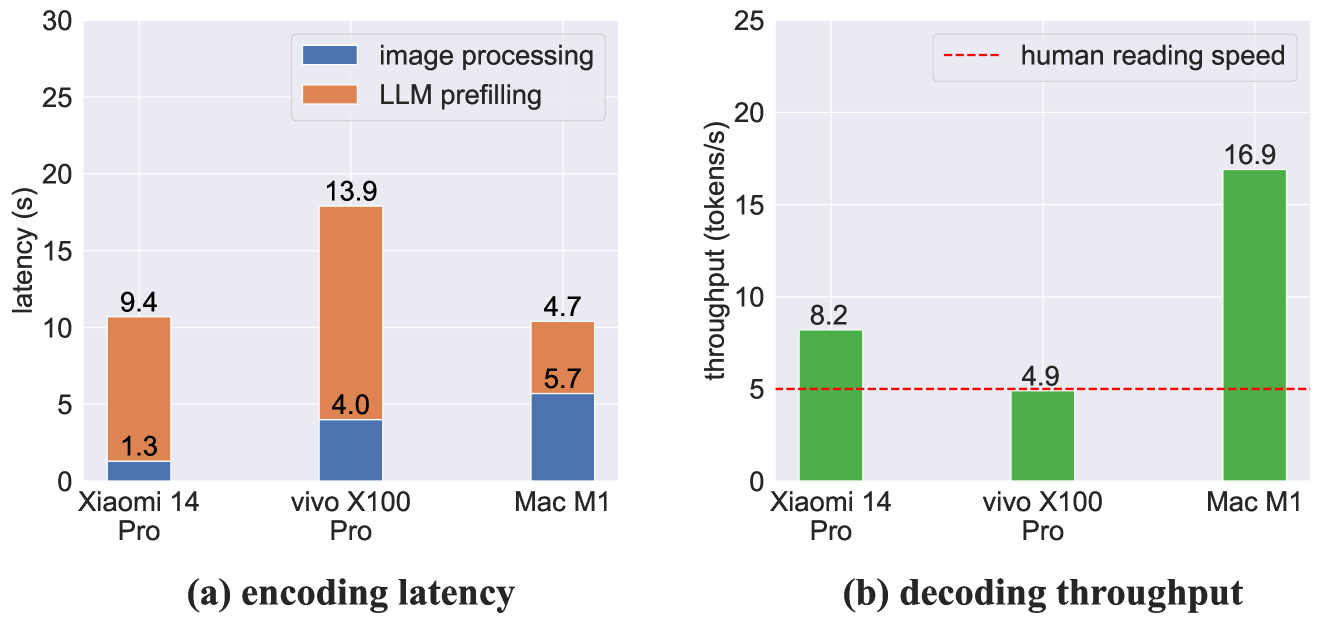 30
25
20
15
10
5
0
latency (s)
image processing
LLM prefilling
9.4
1.3
13.9
4.0
4.7
5.7
Xiaomi 14
Pro
vivo X100
Pro
Mac M1
(a) encoding latency
25
20
15
10
5
0
throughput (tokens/s)
human reading speed
8.2
4.9
16.9
Xiaomi 14
Pro
vivo X100
Pro
Mac M1
(b) decoding throughput